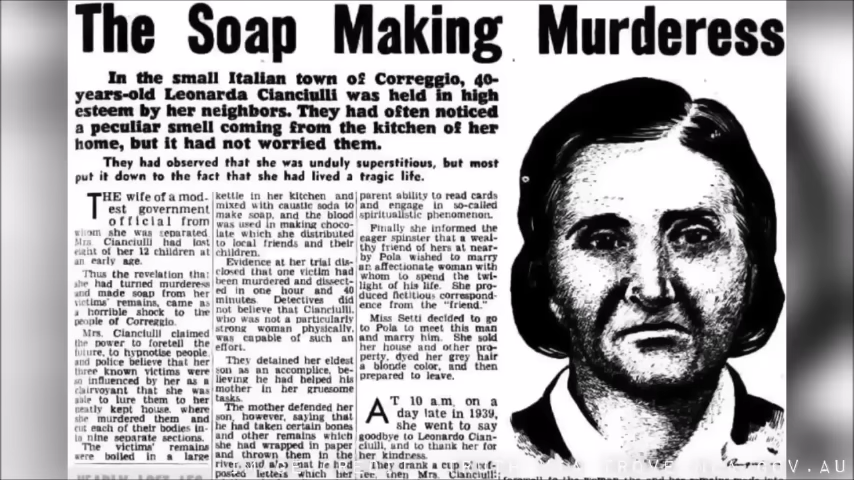 The Soap Making Murderess
In the small Italian town of Correggio, 40-
years-old Leonarda Cianciulli was held in high
esteem by her neighbors. They had often noticed
a peculiar smell coming from the kitchen of her
home, but it had not worried them.
They had observed that she was unduly superstitious, but most
put it down to the fact that she had lived a tragic life.
THE wife of a mod-
est government
official from
whom she was separated
Mrs. Cianciulli had lost
eight of her 12 children at
an early age.
Thus the revelation that
she had turned murderess
and made soap from her
victims' remains, came as
a horrible shock to the
people of Correggio.
Mrs. Cianciulli claimed
the power to foretell the
future, to hypnotise people,
and police believe that her
three known victims were
so influenced by her as a
clairvoyant that she was
able to lure them to her
neatly kept house, where
she murdered them and
cut each of their bodies in-
to nine separate sections.
The victims' remains
were boiled in a large
kettle in her kitchen and
mixed with caustic soda to
make soap, and the blood
was used in making choco-
late which she distributed
to local friends and their
children.
Evidence at her trial dis-
closed that one victim had
been murdered and dissect-
ed in one hour and 40
minutes. Detectives did
not believe that Cianciulli,
who was not a particularly
strong woman physically,
was capable of such an
effort.
They detained her eldest
son as an accomplice, be-
lieving he had helped his
mother in her gruesome
tasks.
The mother defended her
son, however, saying that
he had taken certain bones
and other remains which
she had wrapped in paper
and thrown them in the
river, and also that he had
posted letters which her
parent ability to read cards
and engage in so-called
spiritualistic phenomenon.
Finally she informed the
eager spinster that a weal-
thy friend of hers at near-
by Pola wished to marry
an affectionate woman with
whom to spend the twi-
light of his life. She pro-
duced fictitious correspond-
ence from the "friend."
Miss Setti decided to go
to Pola to meet this man
and marry him. She sold
her house and other pro-
perty, dyed her grey hair
a blonde color, and then
prepared to leave.
AT 10 a.m. on a
day late in 1939,
she went to say
goodbye to Leonardo Cian-
ciulli, and to thank her for
her kindness.
They drank a cup of cof-
fee, then Mrs. Cianciulli
.GOV.AU